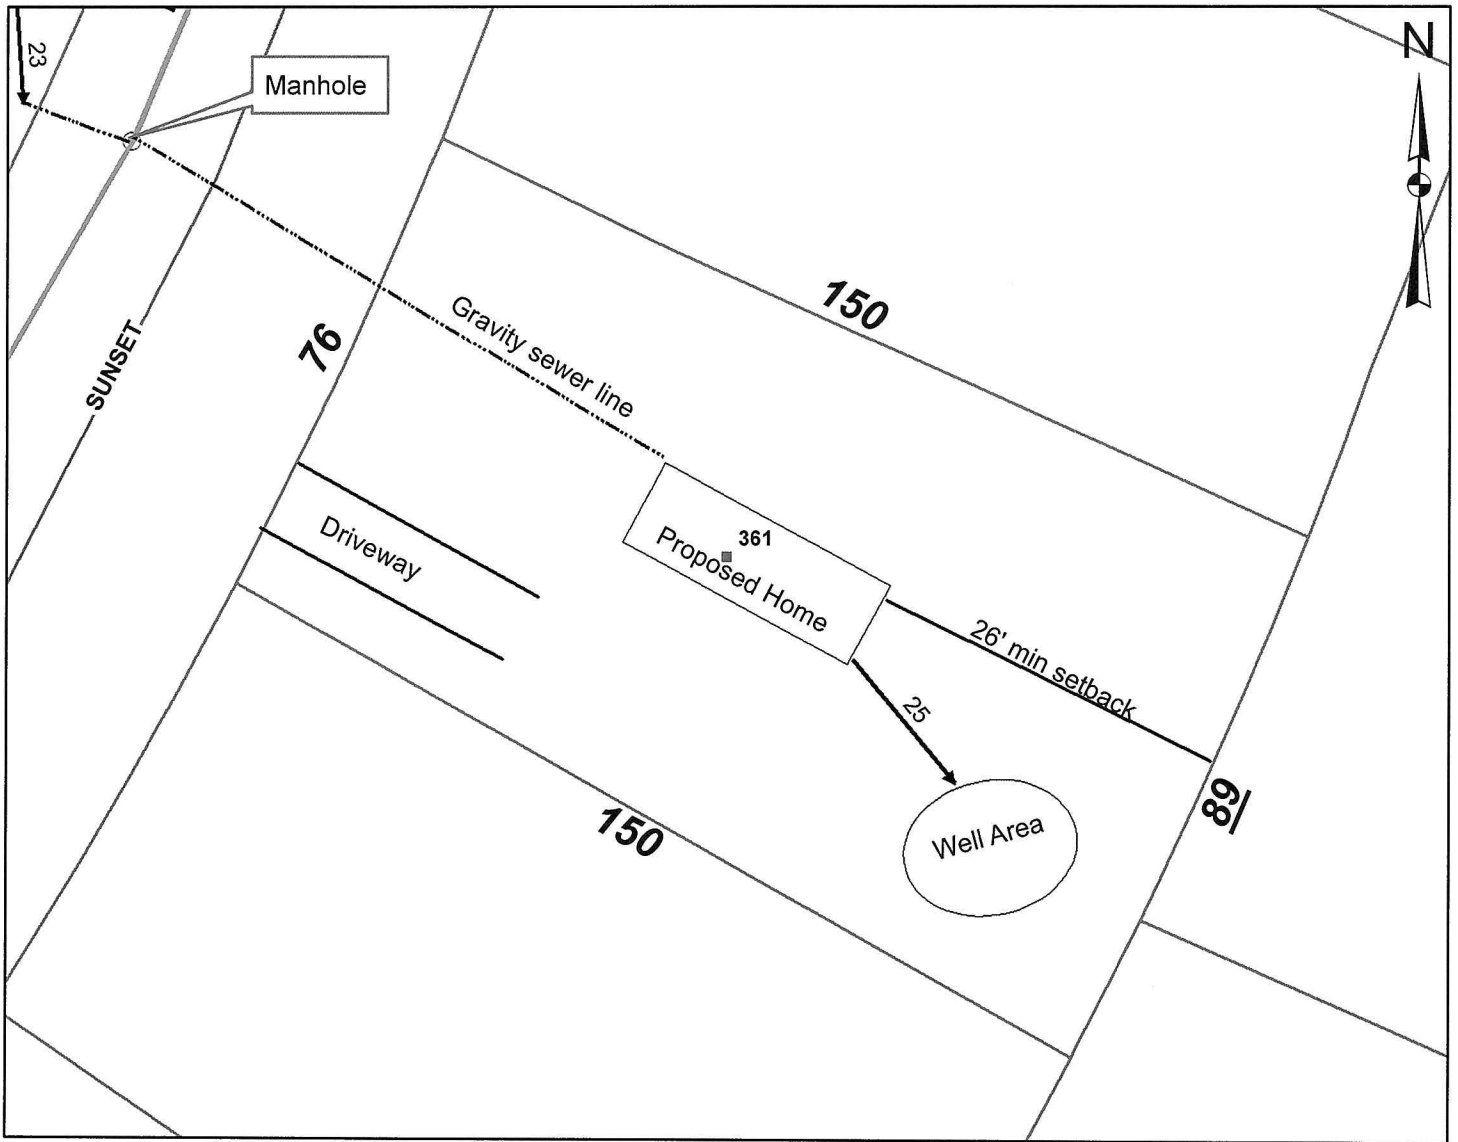 N
23
Manhole
150
Gravity sewer line
76
SUNSET
361
Proposed Home
Driveway
26' min setback
25
89
Well Area
150